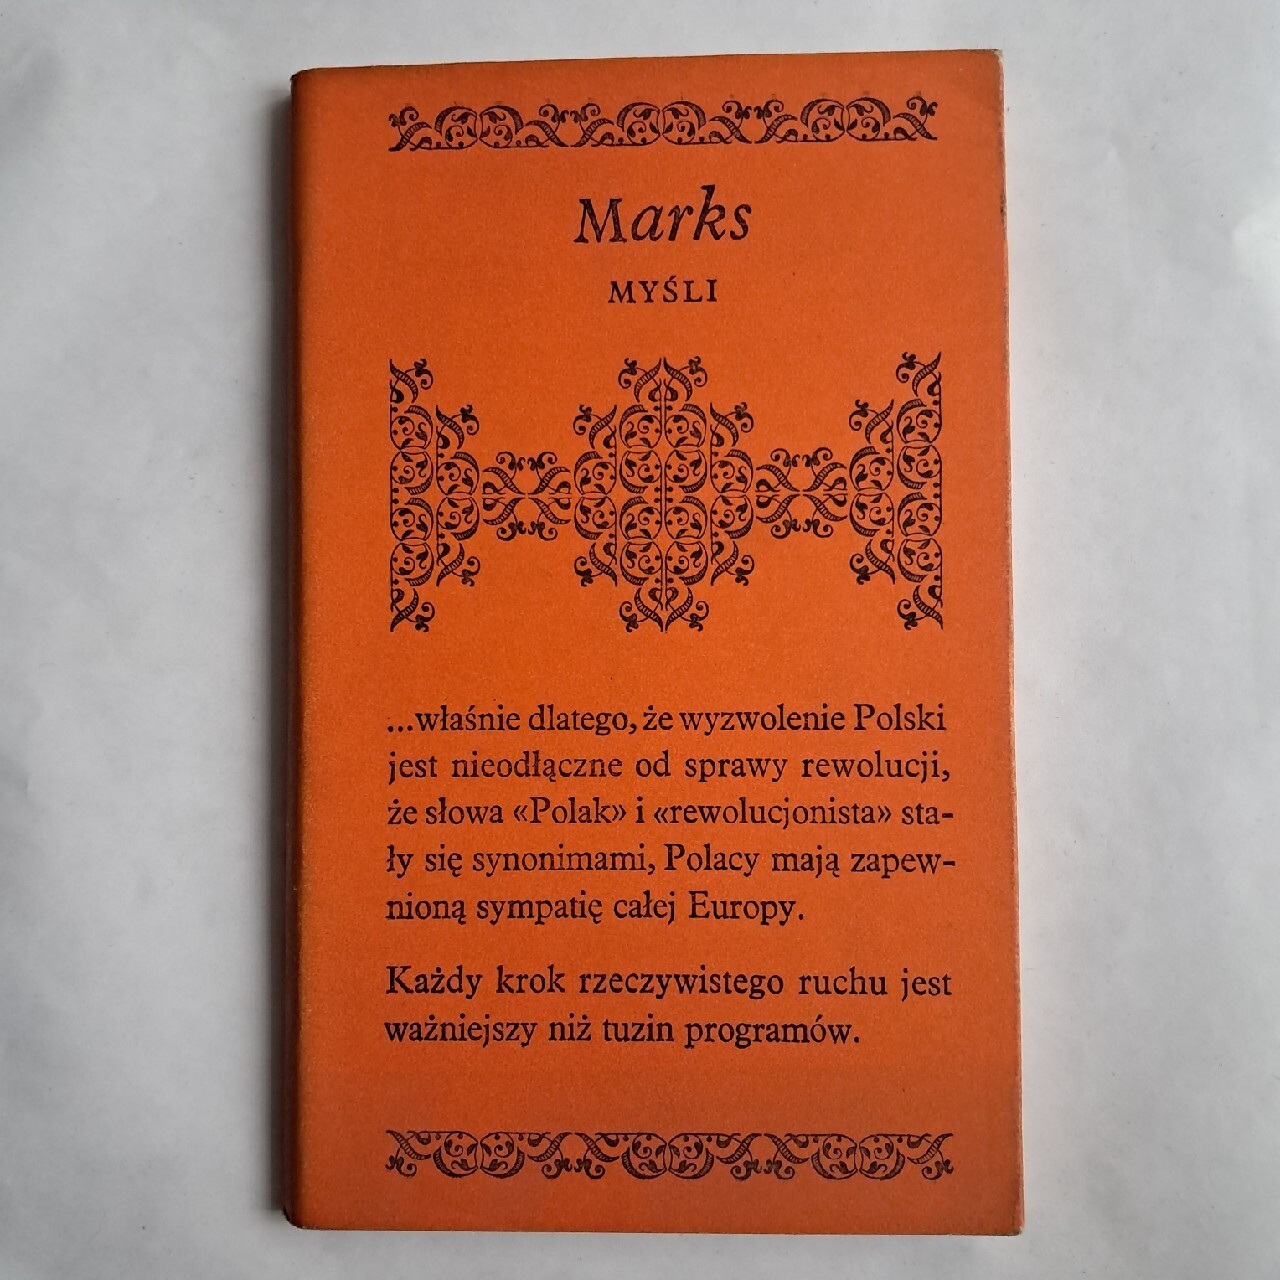 Marks
MYŚLI
...właśnie dlatego, że wyzwolenie Polski
jest nieodłączne od sprawy rewolucji,
że słowa «Polak» i «rewolucjonista» sta-
ły się synonimami, Polacy mają zapew-
nioną sympatię całej Europy.
Każdy krok rzeczywistego ruchu jest
ważniejszy niż tuzin programów.